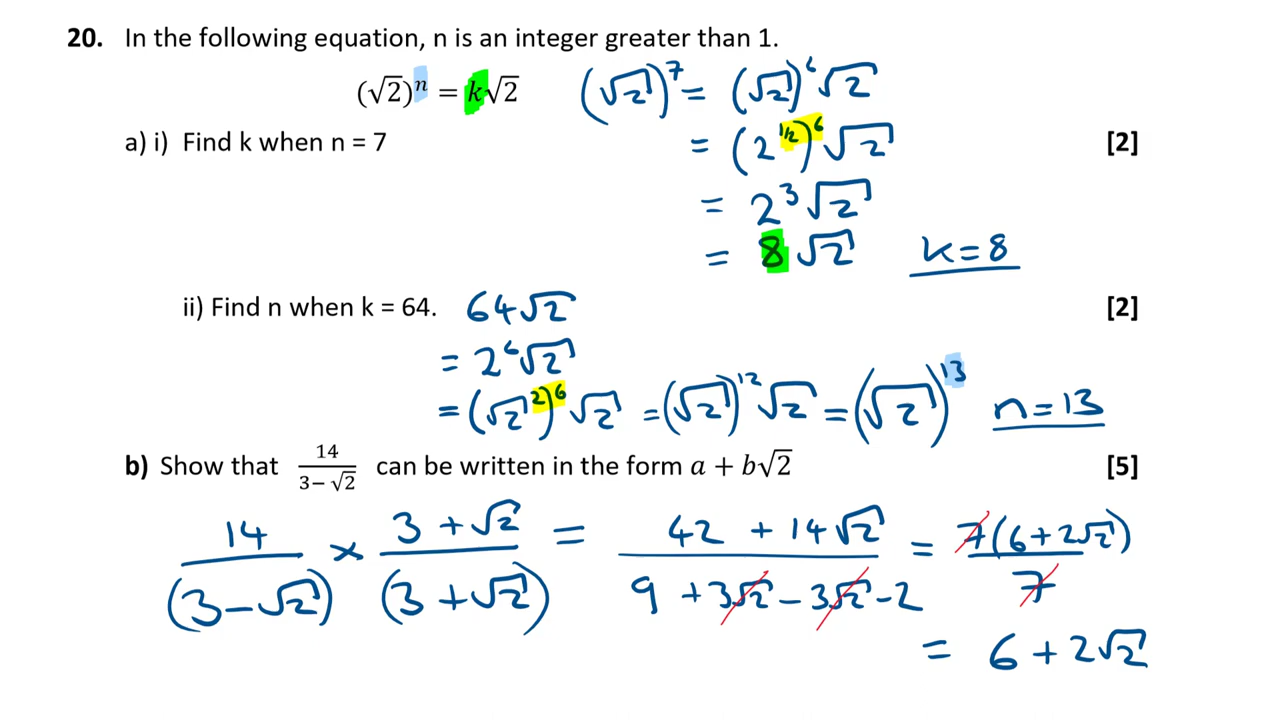 20. In the following equation, n is an integer greater than 1.
(√2)ⁿ = k√2
(√2)⁷ = (√2)⁶√2
= (2^½)⁶√2
= 2³√2
= 8√2 k=8
a) i) Find k when n = 7 [2]
ii) Find n when k = 64. [2]
64√2
= 2⁶√2
= (√2²)⁶√2 = (√2)¹²√2 = (√2)¹³ n=13
b) Show that 14/(3− √2) can be written in the form a + b√2 [5]
14/(3−√2) × (3+√2)/(3+√2) = (42 + 14√2)/(9 + 3√2 − 3√2 − 2) = 7(6+2√2)/7
= 6 + 2√2